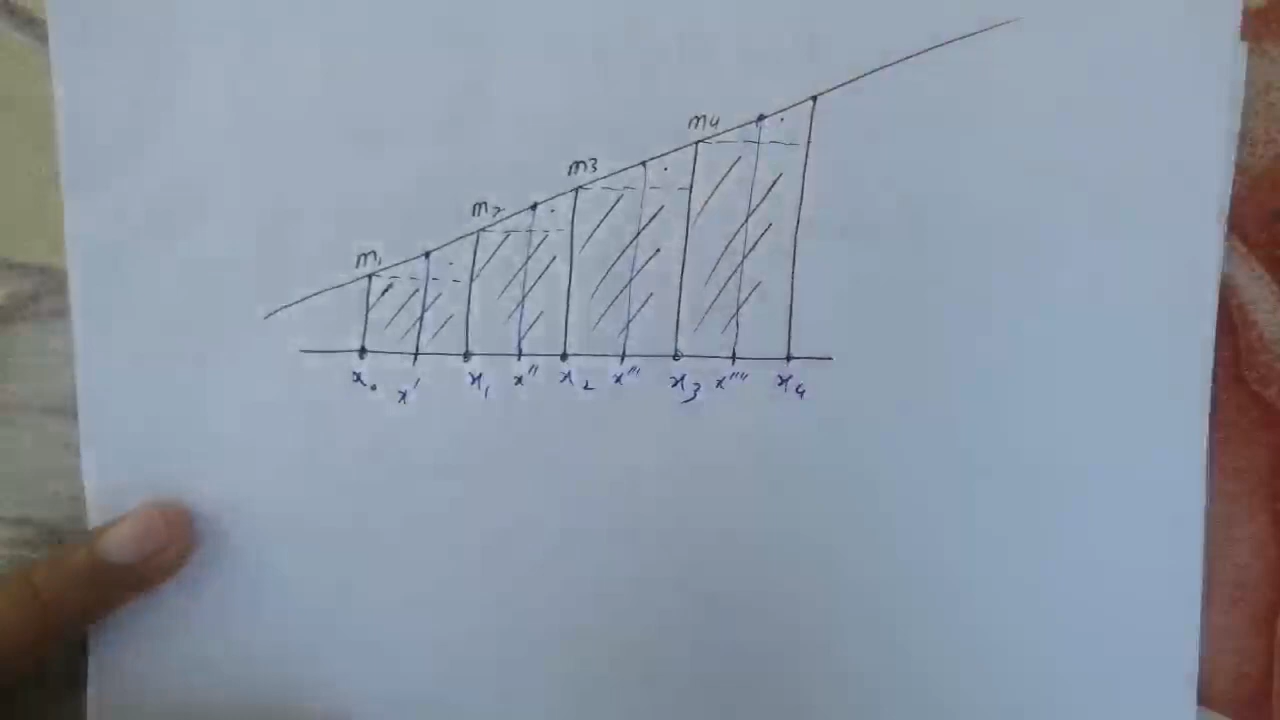 m₁ m₂ m3 m4
x₀ x' x₁ x'' x₂ x''' x₃ x'''' x₄